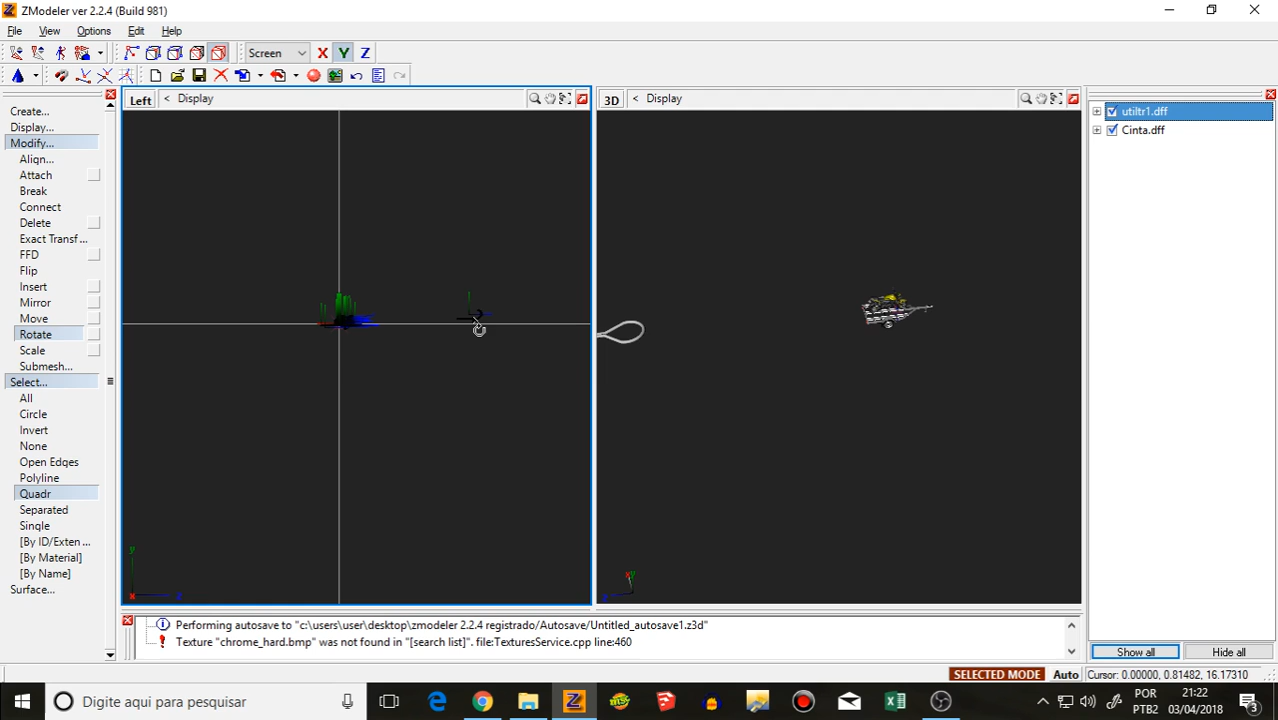 ZModeler ver 2.2.4 (Build 981)
File View Options Edit Help
Screen X Y Z
Left < Display
3D < Display
Create...
Display...
Modify...
Align...
Attach
Break
Connect
Delete
Exact Transf ...
FFD
Flip
Insert
Mirror
Move
Rotate
Scale
Submesh...
Select...
All
Circle
Invert
None
Open Edges
Polyline
Quadr
Separated
Single
[By ID/Exten ...
[By Material]
[By Name]
Surface...
utiltr1.dff
Cinta.dff
Performing autosave to "c:\users\user\desktop\zmodeler 2.2.4 registrado/Autosave/Untitled_autosave1.z3d"
Texture "chrome_hard.bmp" was not found in "[search list]". file:TexturesService.cpp line:460
Show all Hide all
SELECTED MODE Auto Cursor: 0.00000, 0.81482, 16.17310
Digite aqui para pesquisar
POR
PTB2
21:22
03/04/2018
3